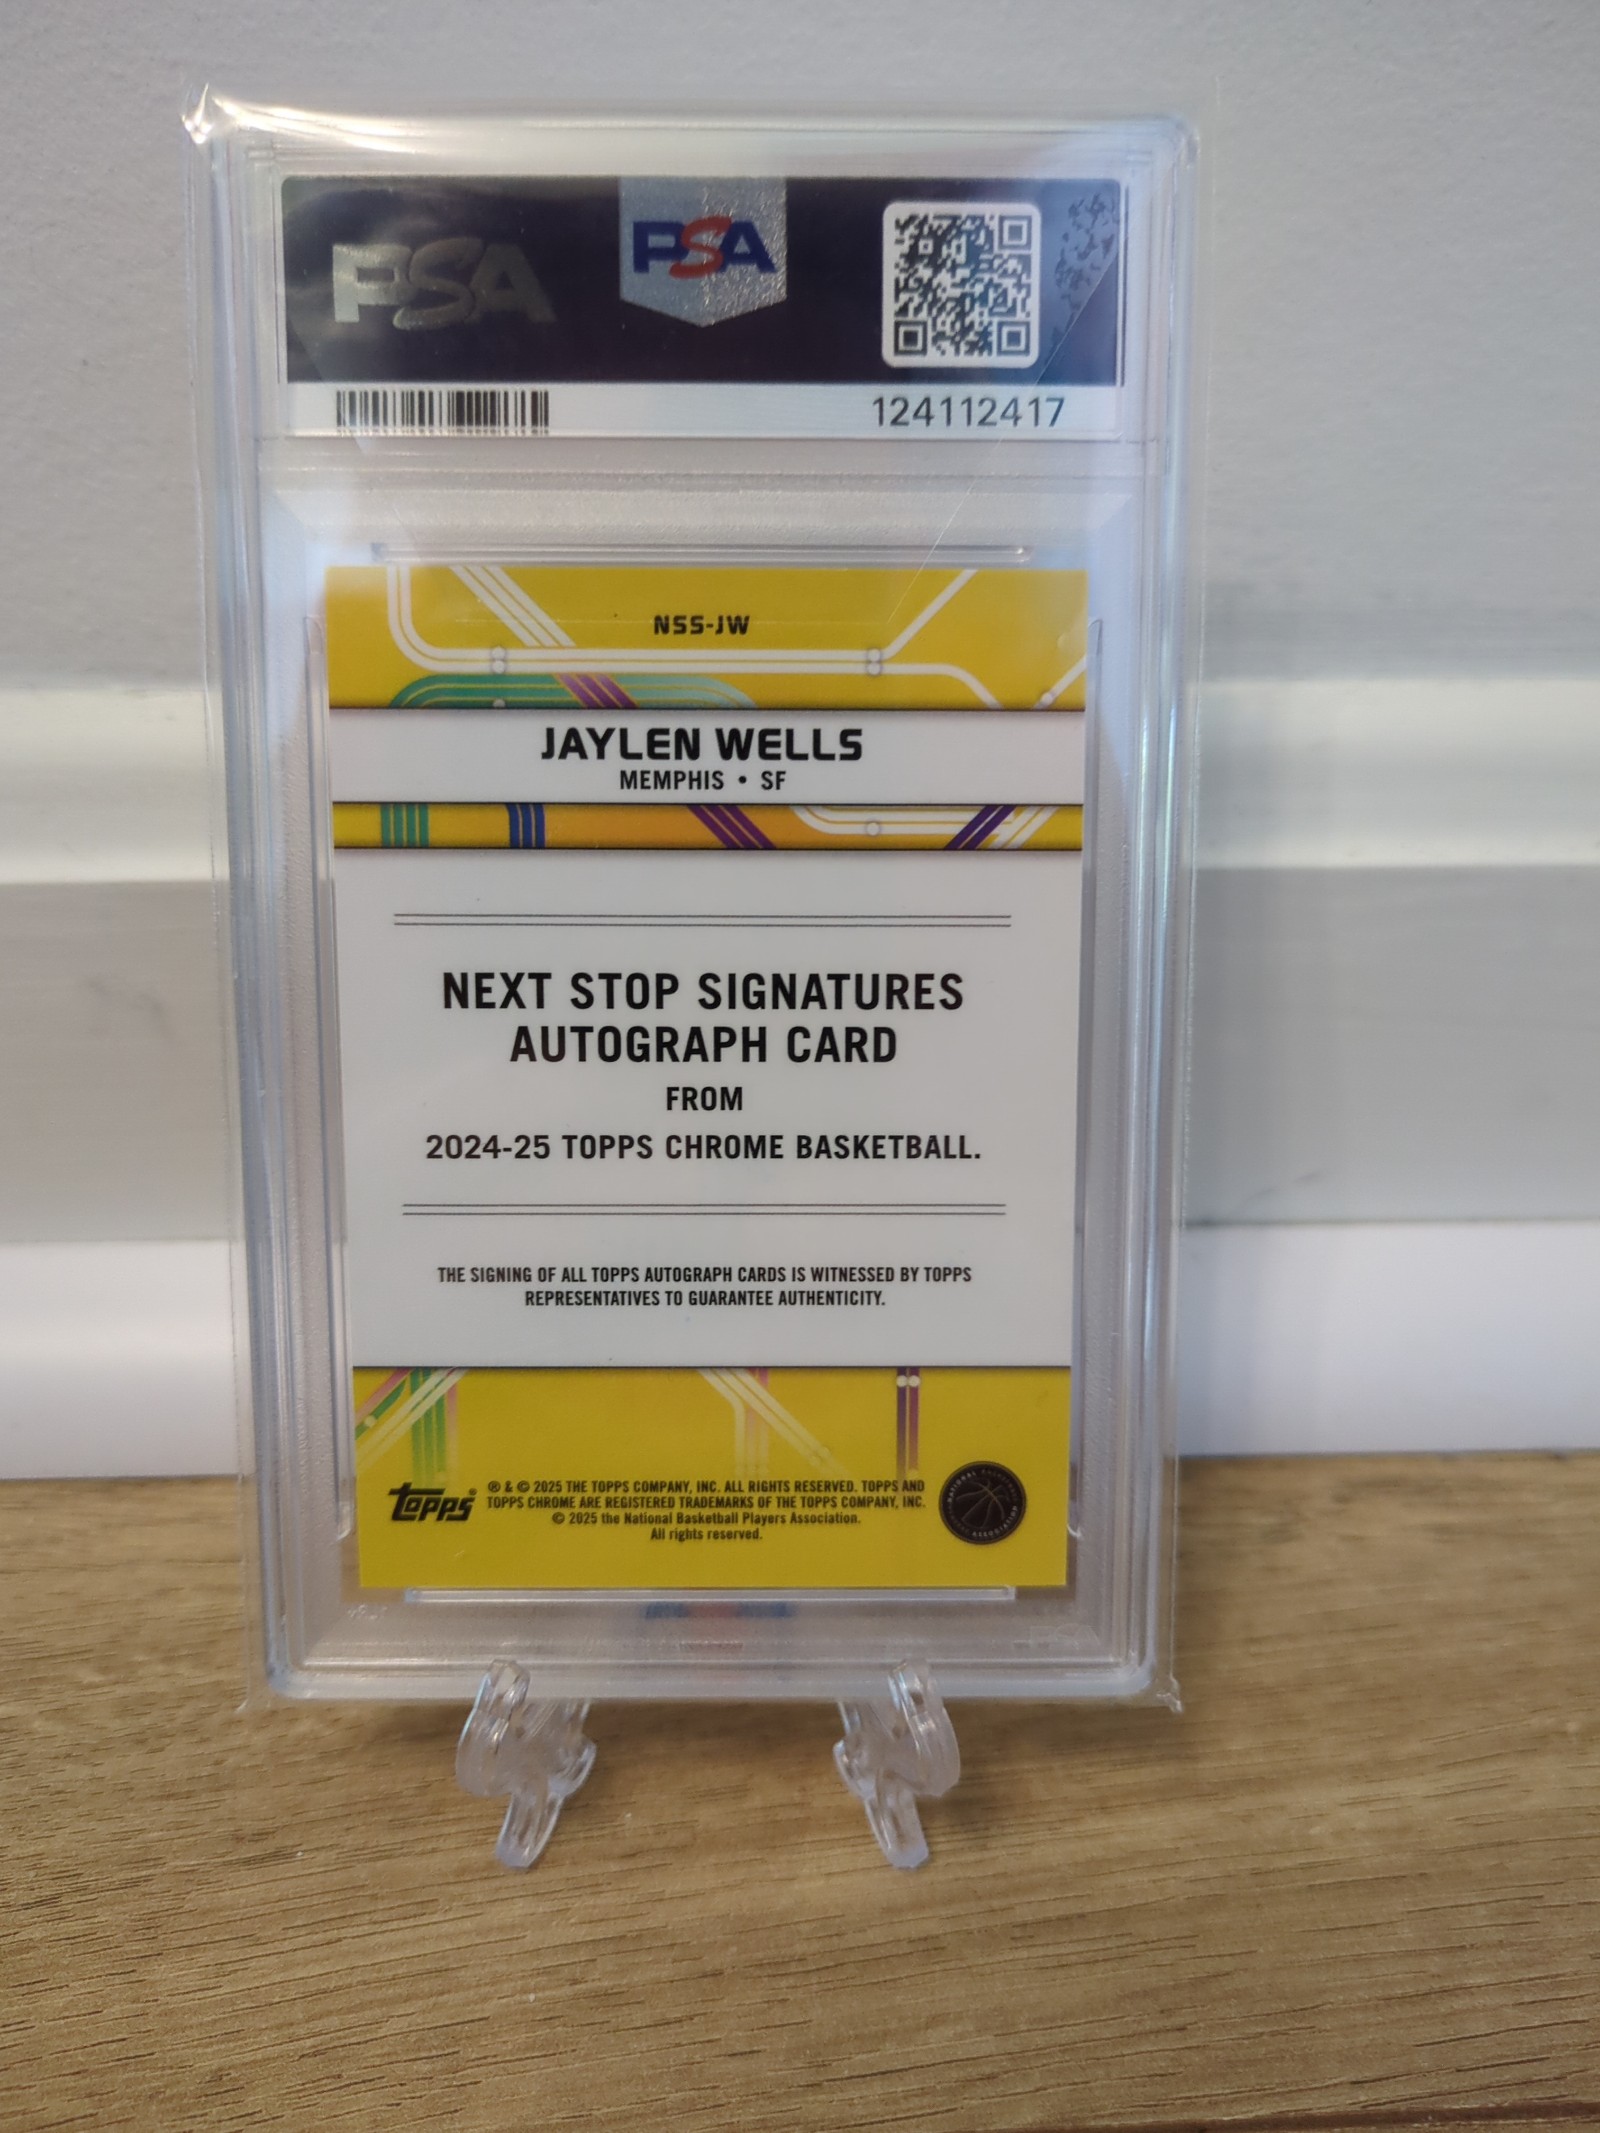 PSA
PSA
124112417
NSS-JW
JAYLEN WELLS
MEMPHIS • SF
NEXT STOP SIGNATURES
AUTOGRAPH CARD
FROM
2024-25 TOPPS CHROME BASKETBALL.
THE SIGNING OF ALL TOPPS AUTOGRAPH CARDS IS WITNESSED BY TOPPS
REPRESENTATIVES TO GUARANTEE AUTHENTICITY.
topps®
® & © 2025 THE TOPPS COMPANY, INC. ALL RIGHTS RESERVED. TOPPS AND
TOPPS CHROME ARE REGISTERED TRADEMARKS OF THE TOPPS COMPANY, INC.
© 2025 the National Basketball Players Association.
All rights reserved.